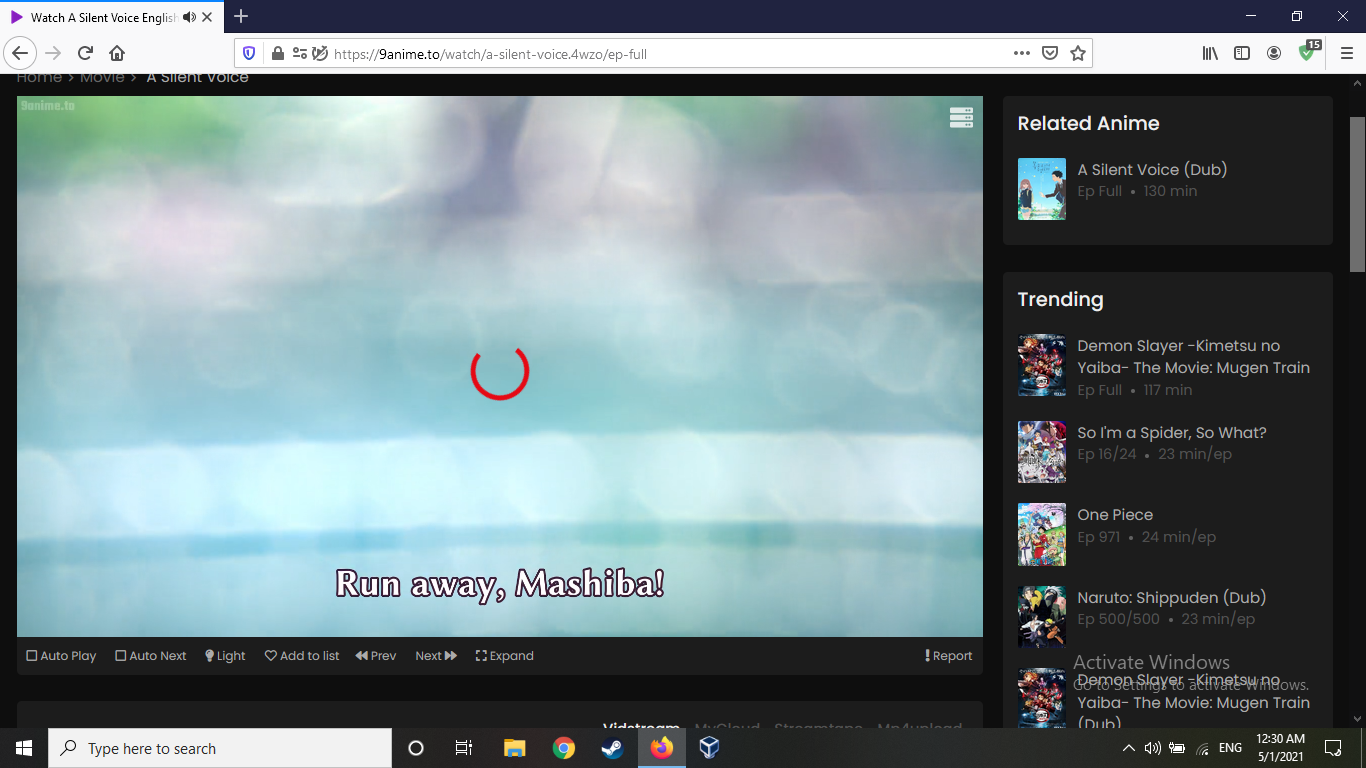 Watch A Silent Voice English
15
https://9anime.to/watch/a-silent-voice.4wzo/ep-full
Home > Movie > A Silent Voice
9anime.to
Run away, Mashiba!
Auto Play Auto Next Light Add to list Prev Next Expand Report
Vidstream MyCloud Streamtape Mp4upload
Related Anime
A Silent Voice (Dub)
Ep Full • 130 min
Trending
Demon Slayer -Kimetsu no
Yaiba- The Movie: Mugen Train
Ep Full • 117 min
So I'm a Spider, So What?
Ep 16/24 • 23 min/ep
One Piece
Ep 971 • 24 min/ep
Naruto: Shippuden (Dub)
Ep 500/500 • 23 min/ep
Demon Slayer -Kimetsu no
Yaiba- The Movie: Mugen Train
(Dub)
Activate Windows
Go to Settings to activate Windows.
Type here to search
ENG
12:30 AM
5/1/2021